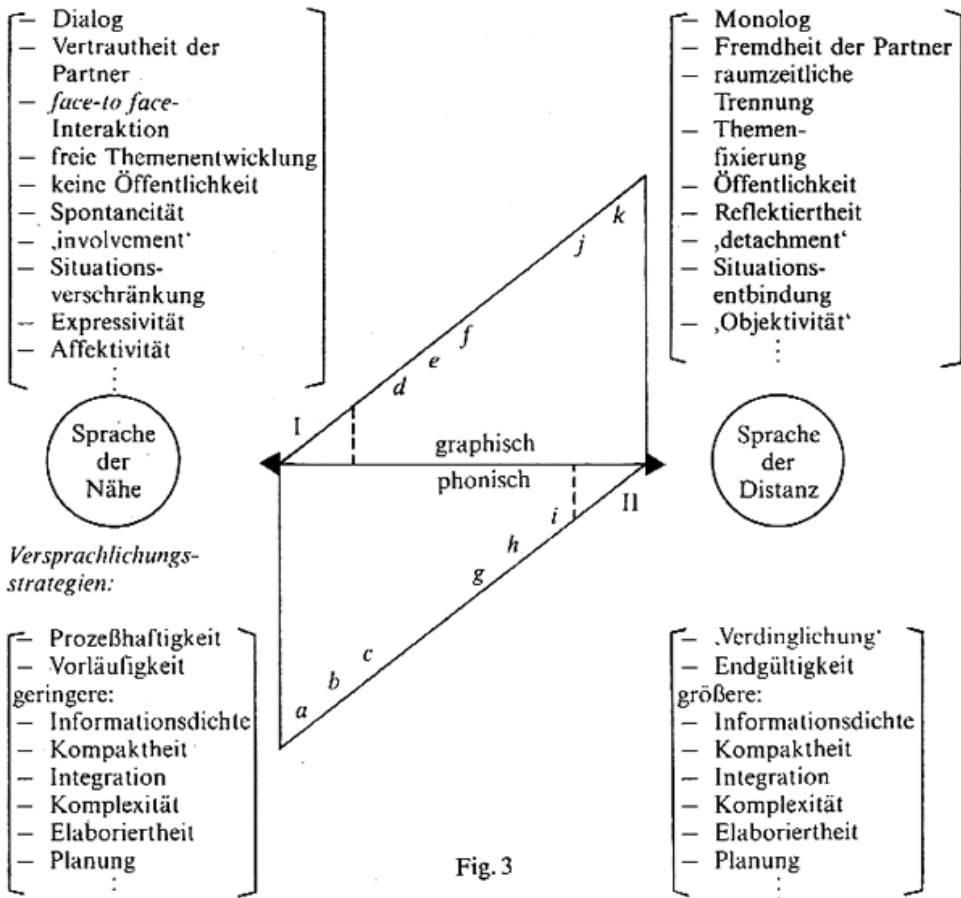 – Dialog
– Vertrautheit der
Partner
– face-to face-
Interaktion
– freie Themenentwicklung
– keine Öffentlichkeit
– Spontaneität
– ‚involvement‘
– Situations-
verschränkung
– Expressivität
– Affektivität
⋮
– Monolog
– Fremdheit der Partner
– raumzeitliche
Trennung
– Themen-
fixierung
– Öffentlichkeit
– Reflektiertheit
– ‚detachment‘
– Situations-
entbindung
– ‚Objektivität‘
⋮
k
j
f
e
d
I
Sprache
der
Nähe
graphisch
phonisch
Sprache
der
Distanz
II
i
h
g
c
b
a
Versprachlichungs-
strategien:
– Prozeßhaftigkeit
– Vorläufigkeit
geringere:
– Informationsdichte
– Kompaktheit
– Integration
– Komplexität
– Elaboriertheit
– Planung
⋮
– ‚Verdinglichung‘
– Endgültigkeit
größere:
– Informationsdichte
– Kompaktheit
– Integration
– Komplexität
– Elaboriertheit
– Planung
⋮
Fig. 3